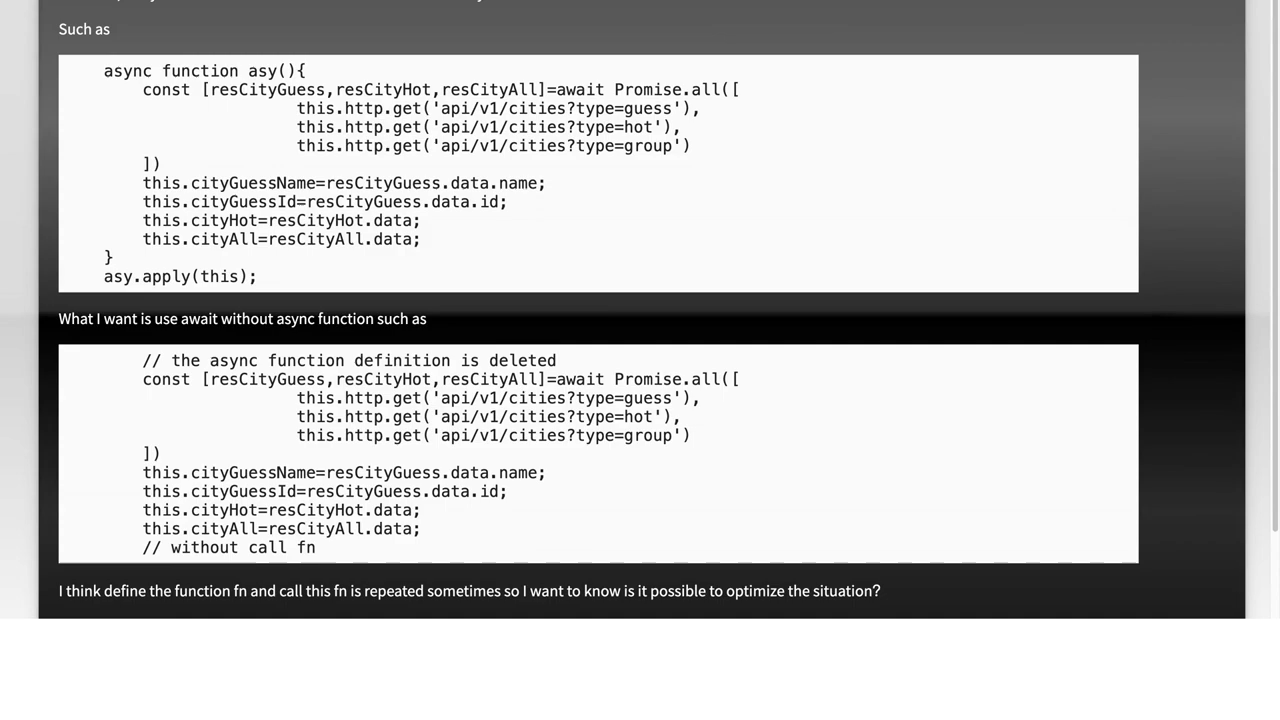 Such as
async function asy(){
const [resCityGuess,resCityHot,resCityAll]=await Promise.all([
this.http.get('api/v1/cities?type=guess'),
this.http.get('api/v1/cities?type=hot'),
this.http.get('api/v1/cities?type=group')
])
this.cityGuessName=resCityGuess.data.name;
this.cityGuessId=resCityGuess.data.id;
this.cityHot=resCityHot.data;
this.cityAll=resCityAll.data;
}
asy.apply(this);
What I want is use await without async function such as
// the async function definition is deleted
const [resCityGuess,resCityHot,resCityAll]=await Promise.all([
this.http.get('api/v1/cities?type=guess'),
this.http.get('api/v1/cities?type=hot'),
this.http.get('api/v1/cities?type=group')
])
this.cityGuessName=resCityGuess.data.name;
this.cityGuessId=resCityGuess.data.id;
this.cityHot=resCityHot.data;
this.cityAll=resCityAll.data;
// without call fn
I think define the function fn and call this fn is repeated sometimes so I want to know is it possible to optimize the situation?